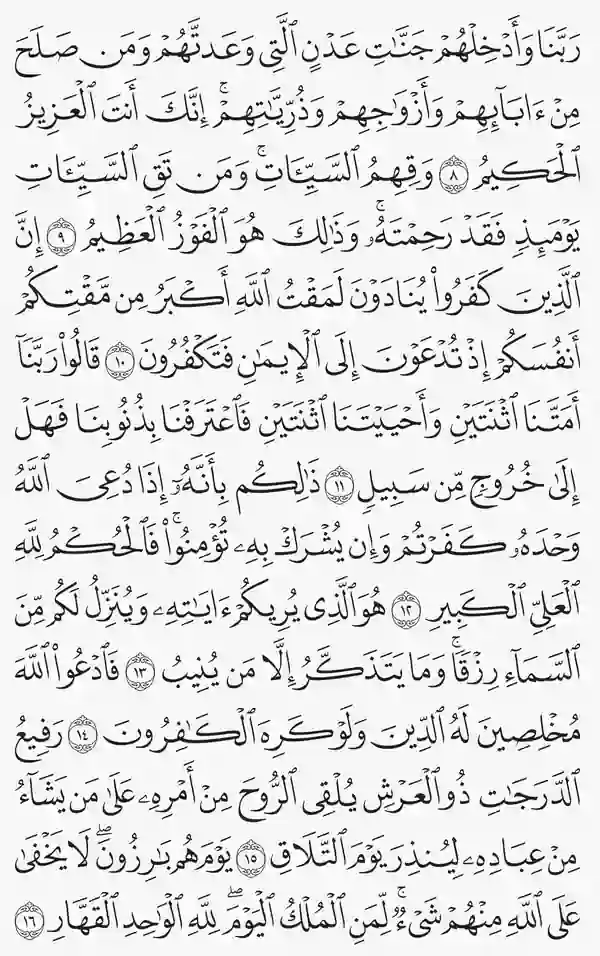 رَبَّنَا وَأَدْخِلْهُمْ جَنَّٰتِ عَدْنٍ ٱلَّتِى وَعَدتَّهُمْ وَمَن صَلَحَ
مِنْ ءَابَآئِهِمْ وَأَزْوَٰجِهِمْ وَذُرِّيَّٰتِهِمْ ۚ إِنَّكَ أَنتَ ٱلْعَزِيزُ
ٱلْحَكِيمُ ٨ وَقِهِمُ ٱلسَّيِّـَٔاتِ ۚ وَمَن تَقِ ٱلسَّيِّـَٔاتِ
يَوْمَئِذٍ فَقَدْ رَحِمْتَهُۥ ۚ وَذَٰلِكَ هُوَ ٱلْفَوْزُ ٱلْعَظِيمُ ٩ إِنَّ
ٱلَّذِينَ كَفَرُوا۟ يُنَادَوْنَ لَمَقْتُ ٱللَّهِ أَكْبَرُ مِن مَّقْتِكُمْ
أَنفُسَكُمْ إِذْ تُدْعَوْنَ إِلَى ٱلْإِيمَٰنِ فَتَكْفُرُونَ ١٠ قَالُوا۟ رَبَّنَآ
أَمَتَّنَا ٱثْنَتَيْنِ وَأَحْيَيْتَنَا ٱثْنَتَيْنِ فَٱعْتَرَفْنَا بِذُنُوبِنَا فَهَلْ
إِلَىٰ خُرُوجٍ مِّن سَبِيلٍ ١١ ذَٰلِكُم بِأَنَّهُۥٓ إِذَا دُعِىَ ٱللَّهُ
وَحْدَهُۥ كَفَرْتُمْ وَإِن يُشْرَكْ بِهِۦ تُؤْمِنُوا۟ ۚ فَٱلْحُكْمُ لِلَّهِ
ٱلْعَلِىِّ ٱلْكَبِيرِ ١٢ هُوَ ٱلَّذِى يُرِيكُمْ ءَايَٰتِهِۦ وَيُنَزِّلُ لَكُم مِّنَ
ٱلسَّمَآءِ رِزْقًا ۚ وَمَا يَتَذَكَّرُ إِلَّا مَن يُنِيبُ ١٣ فَٱدْعُوا۟ ٱللَّهَ
مُخْلِصِينَ لَهُ ٱلدِّينَ وَلَوْ كَرِهَ ٱلْكَٰفِرُونَ ١٤ رَفِيعُ
ٱلدَّرَجَٰتِ ذُو ٱلْعَرْشِ يُلْقِى ٱلرُّوحَ مِنْ أَمْرِهِۦ عَلَىٰ مَن يَشَآءُ
مِنْ عِبَادِهِۦ لِيُنذِرَ يَوْمَ ٱلتَّلَاقِ ١٥ يَوْمَ هُم بَٰرِزُونَ ۖ لَا يَخْفَىٰ
عَلَى ٱللَّهِ مِنْهُمْ شَىْءٌ ۚ لِّمَنِ ٱلْمُلْكُ ٱلْيَوْمَ ۖ لِلَّهِ ٱلْوَٰحِدِ ٱلْقَهَّارِ ١٦